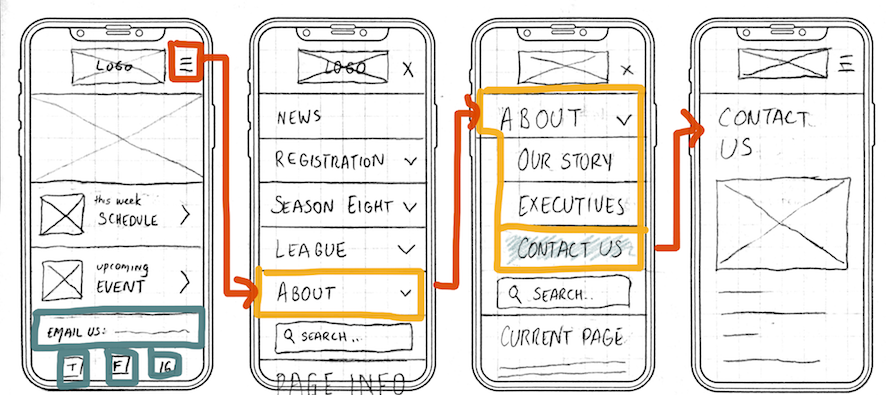 LOGO
this week
SCHEDULE
upcoming
EVENT
EMAIL US:
T F IG
LOGO X
NEWS
REGISTRATION
SEASON EIGHT
LEAGUE
ABOUT
SEARCH..
PAGE INFO
X
ABOUT
OUR STORY
EXECUTIVES
CONTACT US
SEARCH..
CURRENT PAGE
CONTACT
US